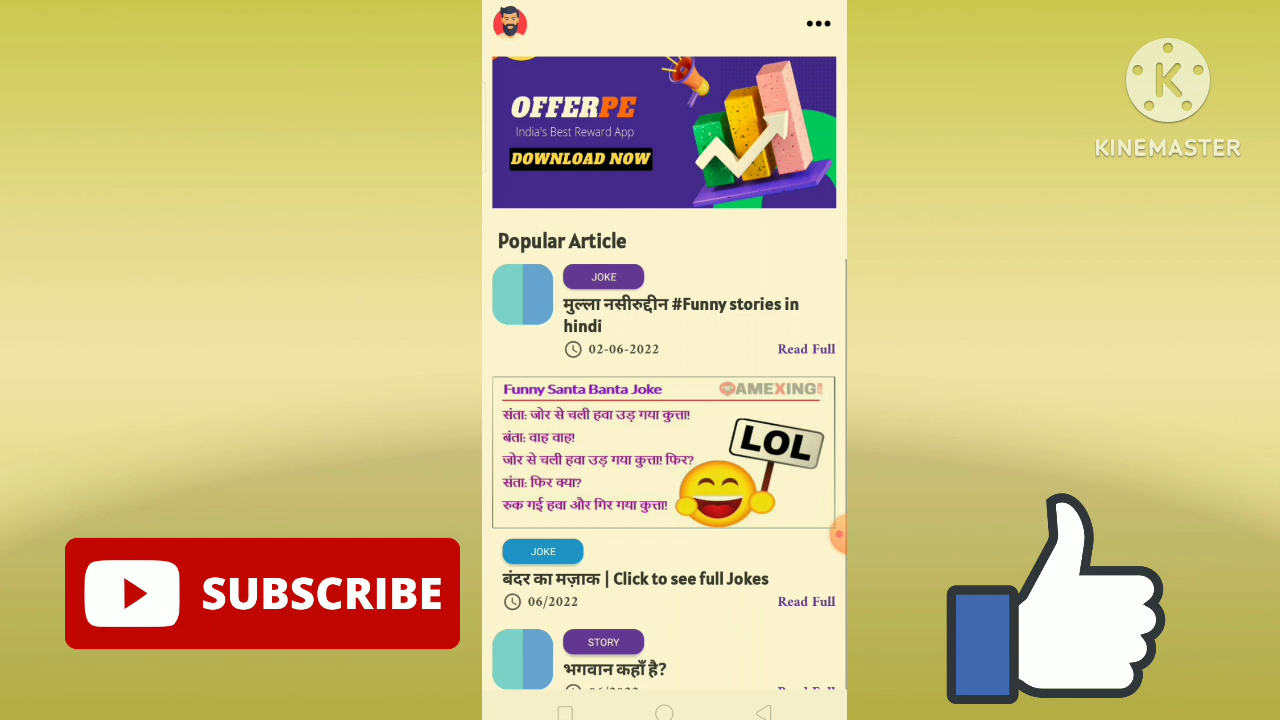 OFFERPE
India's Best Reward App
DOWNLOAD NOW
K
KINEMASTER
Popular Article
JOKE
मुल्ला नसीरुद्दीन #Funny stories in
hindi
02-06-2022 Read Full
Funny Santa Banta Joke
AMEXING
संता: जोर से चली हवा उड़ गया कुत्ता!
बंता: वाह वाह!
जोर से चली हवा उड़ गया कुत्ता! फिर?
संता: फिर क्या?
रुक गई हवा और गिर गया कुत्ता!
LOL
JOKE
बंदर का मज़ाक | Click to see full Jokes
06/2022 Read Full
STORY
भगवान कहाँ है?
SUBSCRIBE